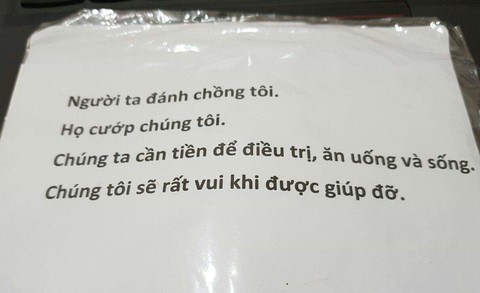 Người ta đánh chồng tôi.
Họ cướp chúng tôi.
Chúng ta cần tiền để điều trị, ăn uống và sống.
Chúng tôi sẽ rất vui khi được giúp đỡ.